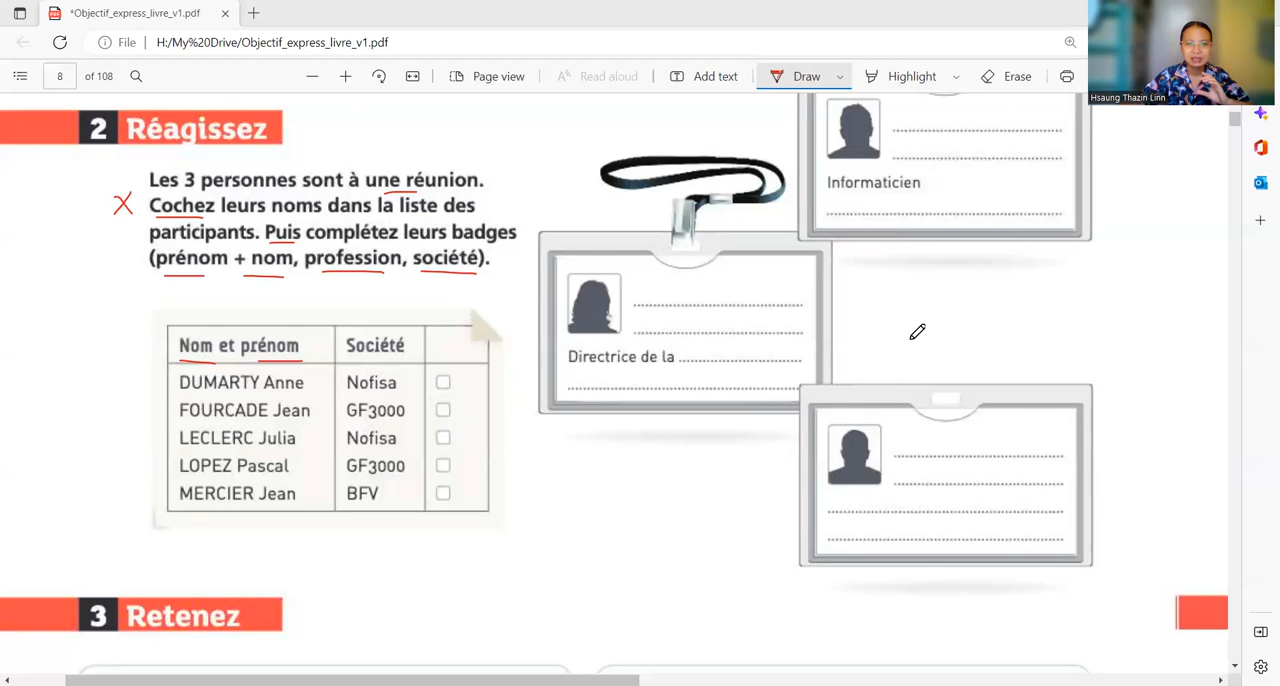 *Objectif_express_livre_v1.pdf
File H:/My%20Drive/Objectif_express_livre_v1.pdf
8 of 108 Page view Read aloud Add text Draw Highlight Erase
Hsaung Thazin Linn
2 Réagissez
Les 3 personnes sont à une réunion.
X Cochez leurs noms dans la liste des
participants. Puis complétez leurs badges
(prénom + nom, profession, société).
Nom et prénom Société
DUMARTY Anne Nofisa
FOURCADE Jean GF3000
LECLERC Julia Nofisa
LOPEZ Pascal GF3000
MERCIER Jean BFV
Informaticien
Directrice de la
3 Retenez